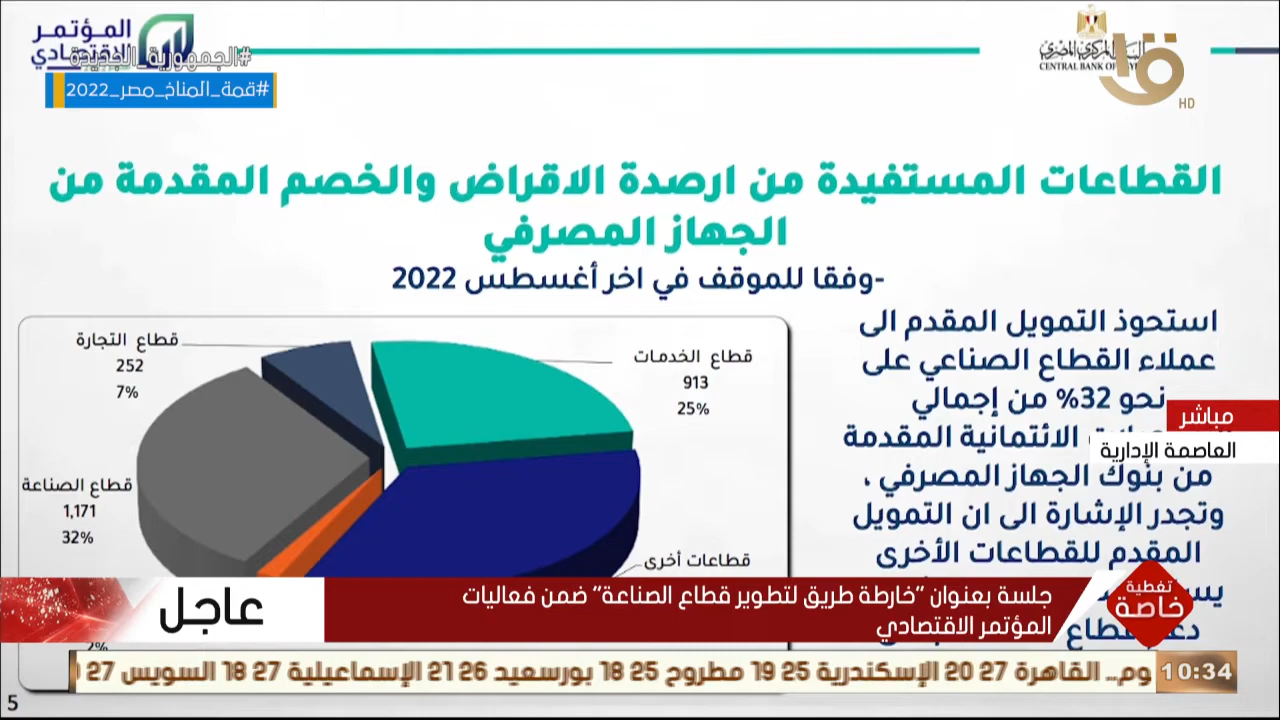 المؤتمر
الاقتصادي
#الجمهورية_الجديدة
#قمة_المناخ_مصر_2022
البنك المركزي المصري
CENTRAL BANK OF
HD
القطاعات المستفيدة من ارصدة الاقراض والخصم المقدمة من
الجهاز المصرفي
-وفقا للموقف في اخر أغسطس 2022
استحوذ التمويل المقدم الى
عملاء القطاع الصناعي على
نحو 32% من إجمالي
الائتمانية المقدمة
من بنوك الجهاز المصرفي ،
وتجدر الإشارة الى ان التمويل
المقدم للقطاعات الأخرى
قطاع التجارة
252
7%
قطاع الخدمات
913
25%
قطاع الصناعة
1,171
32%
قطاعات أخرى
2%
مباشر
العاصمة الإدارية
تغطية
خاصة
جلسة بعنوان "خارطة طريق لتطوير قطاع الصناعة" ضمن فعاليات
المؤتمر الاقتصادي
عاجل
10:34
وم.. القاهرة 27 20 الإسكندرية 25 19 مطروح 25 18 بورسعيد 26 21 الإسماعيلية 27 18 السويس 27
5